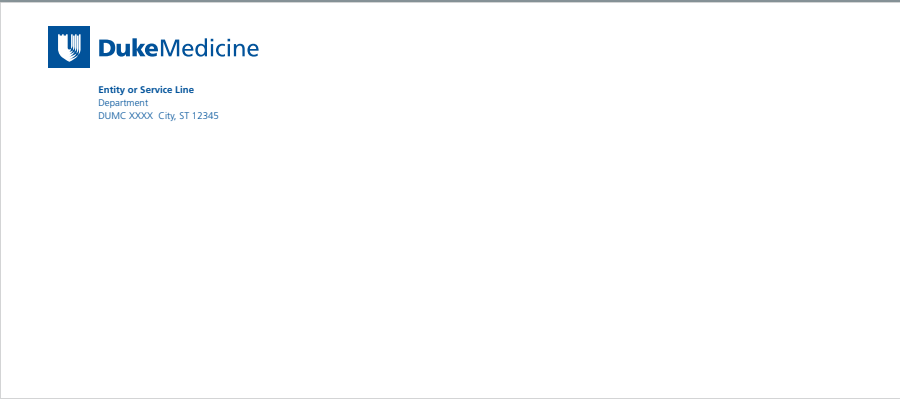 DukeMedicine
Entity or Service Line
Department
DUMC XXXX  City, ST 12345